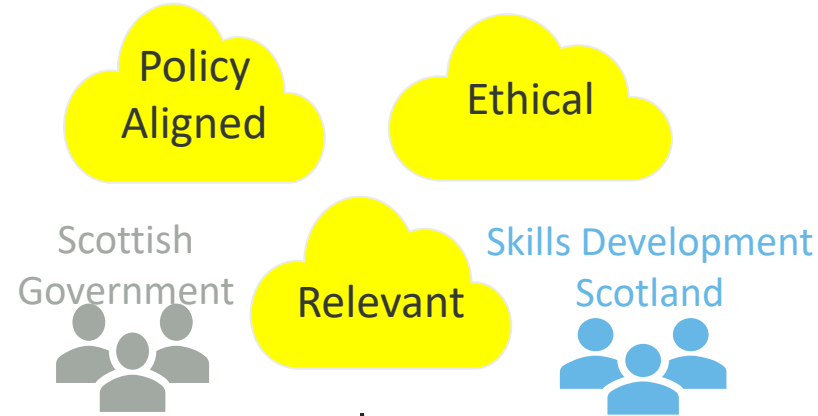 Policy
Aligned
Ethical
Scottish
Government
Relevant
Skills Development
Scotland